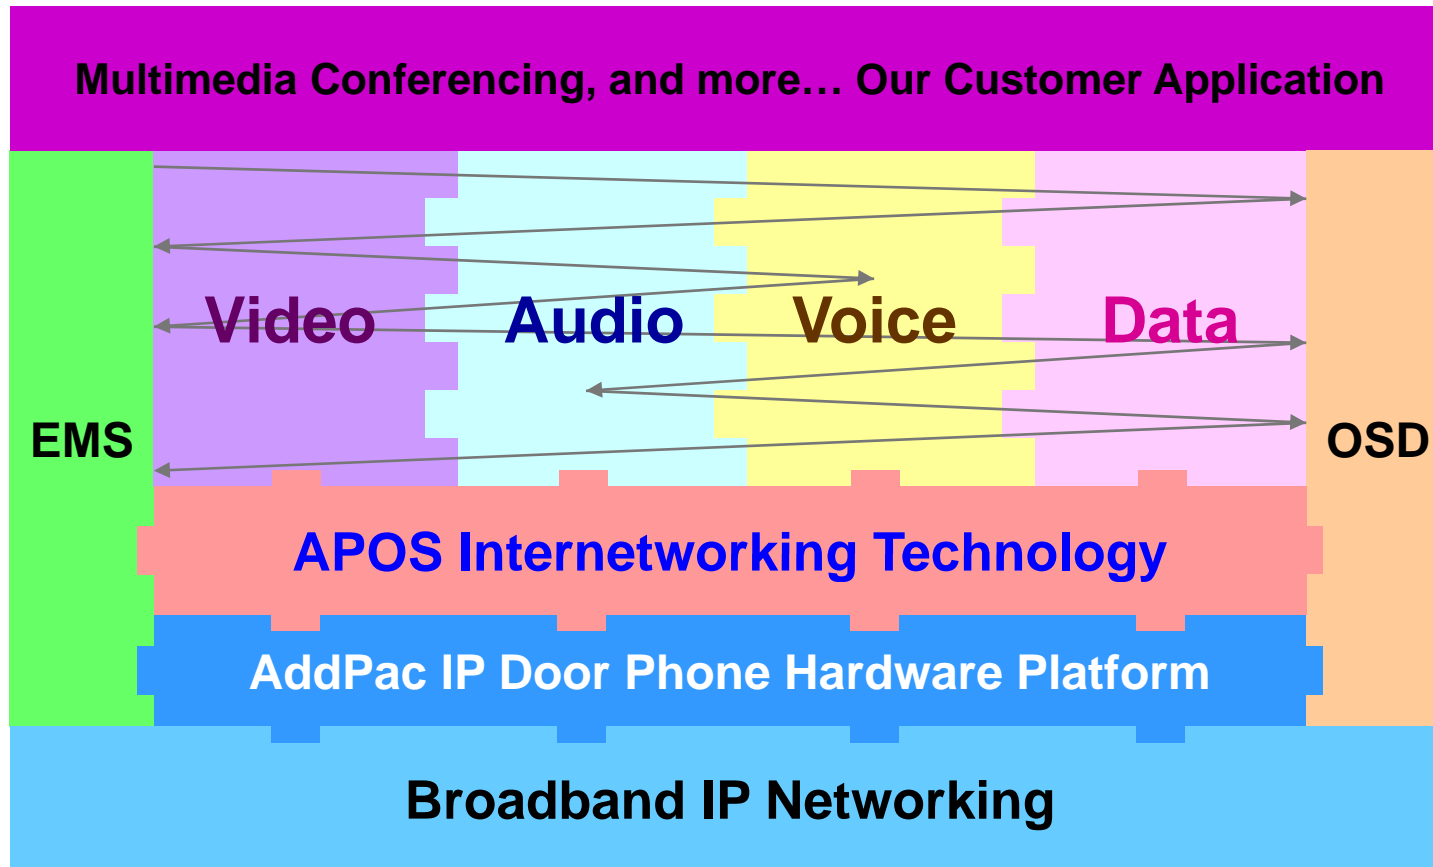 Multimedia Conferencing, and more… Our Customer Application
Video Audio Voice Data
EMS
OSD
APOS Internetworking Technology
AddPac IP Door Phone Hardware Platform
Broadband IP Networking